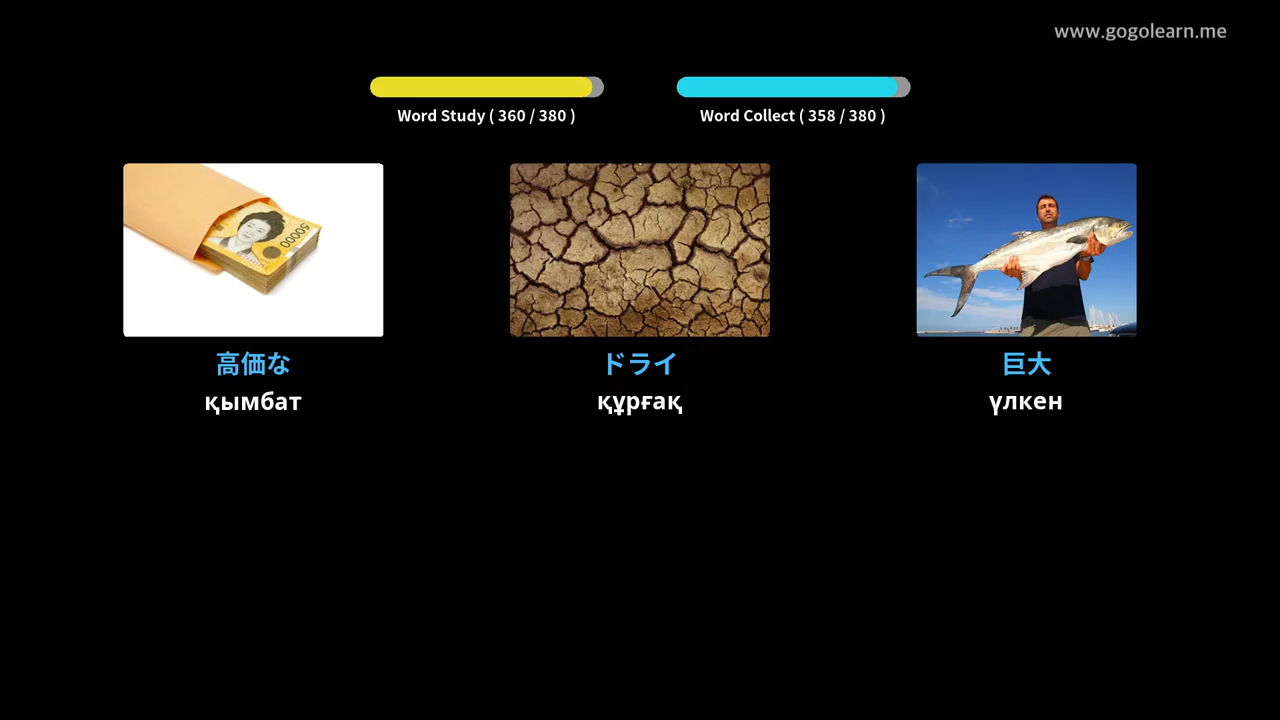 www.gogolearn.me
Word Study ( 360 / 380 )
Word Collect ( 358 / 380 )
50000
高価な
ドライ
巨大
қымбат
құрғақ
үлкен